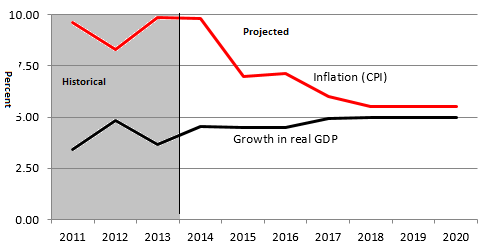 10.00
Projected
7.50
Inflation (CPI)
Historical
Percent
5.00
Growth in real GDP
2.50
0.00
2011 2012 2013 2014 2015 2016 2017 2018 2019 2020